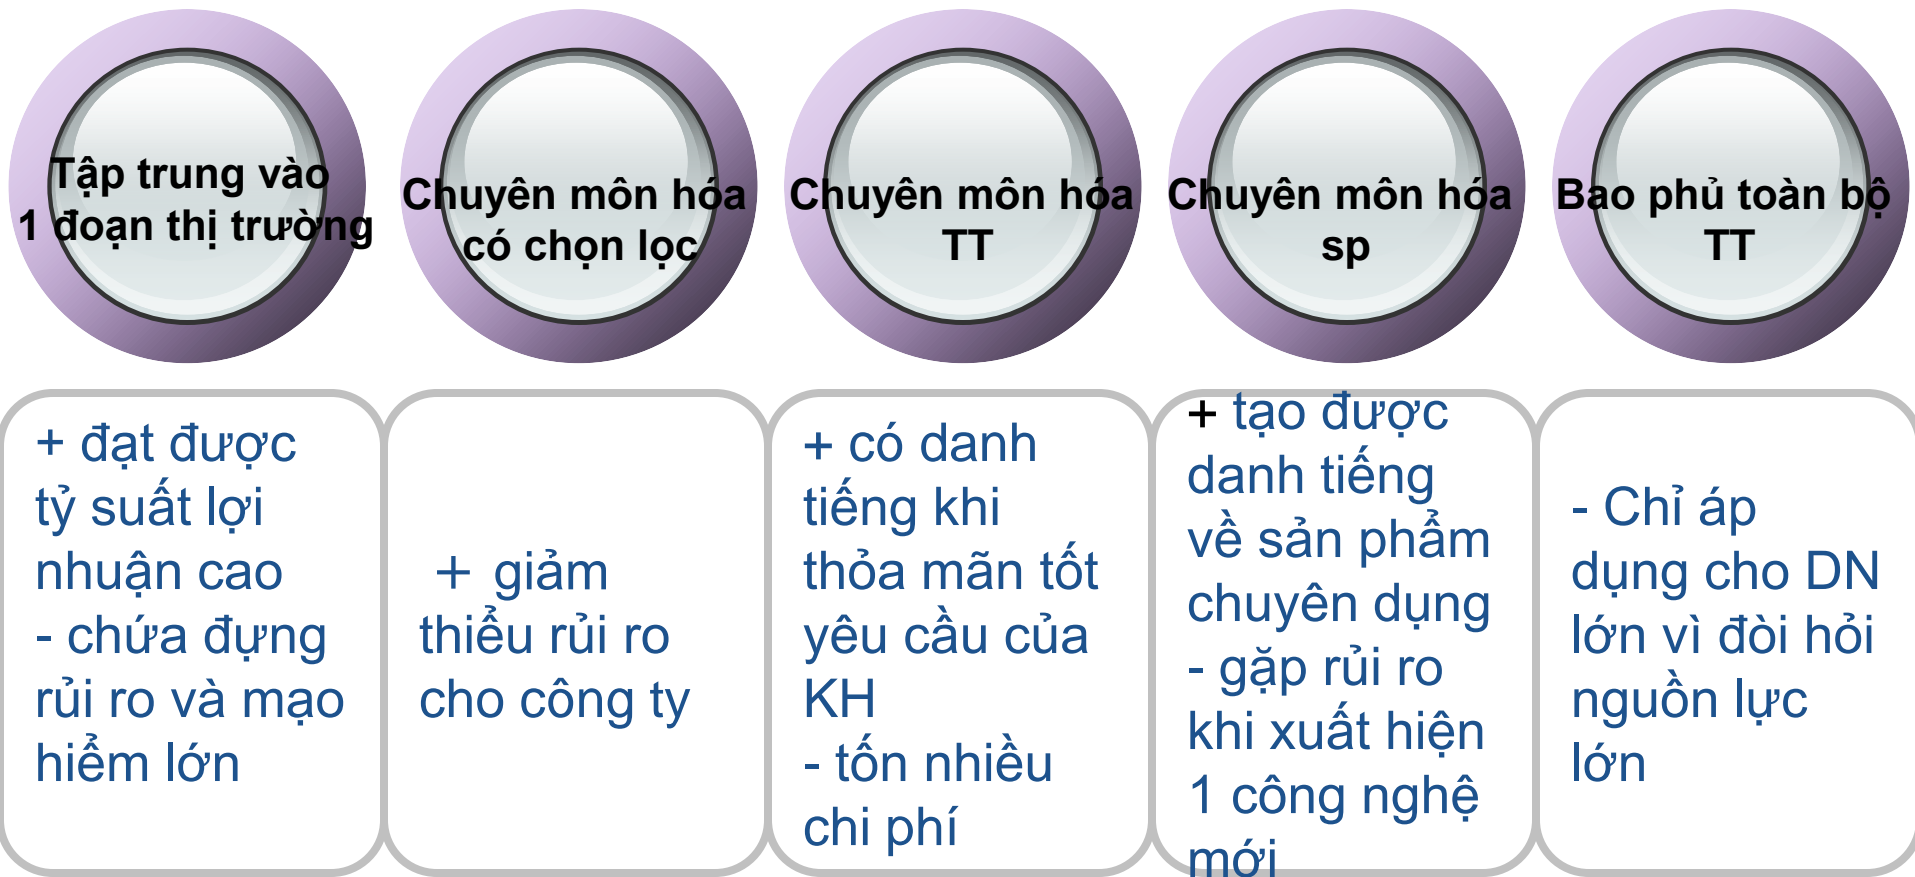 Tập trung vào
1 đoạn thị trường
Chuyên môn hóa
có chọn lọc
Chuyên môn hóa
TT
Chuyên môn hóa
sp
Bao phủ toàn bộ
TT
+ đạt được
tỷ suất lợi
nhuận cao
- chứa đựng
rủi ro và mạo
hiểm lớn
+ giảm
thiểu rủi ro
cho công ty
+ có danh
tiếng khi
thỏa mãn tốt
yêu cầu của
KH
- tốn nhiều
chi phí
+ tạo được
danh tiếng
về sản phẩm
chuyên dụng
- gặp rủi ro
khi xuất hiện
1 công nghệ
mới
- Chỉ áp
dụng cho DN
lớn vì đòi hỏi
nguồn lực
lớn